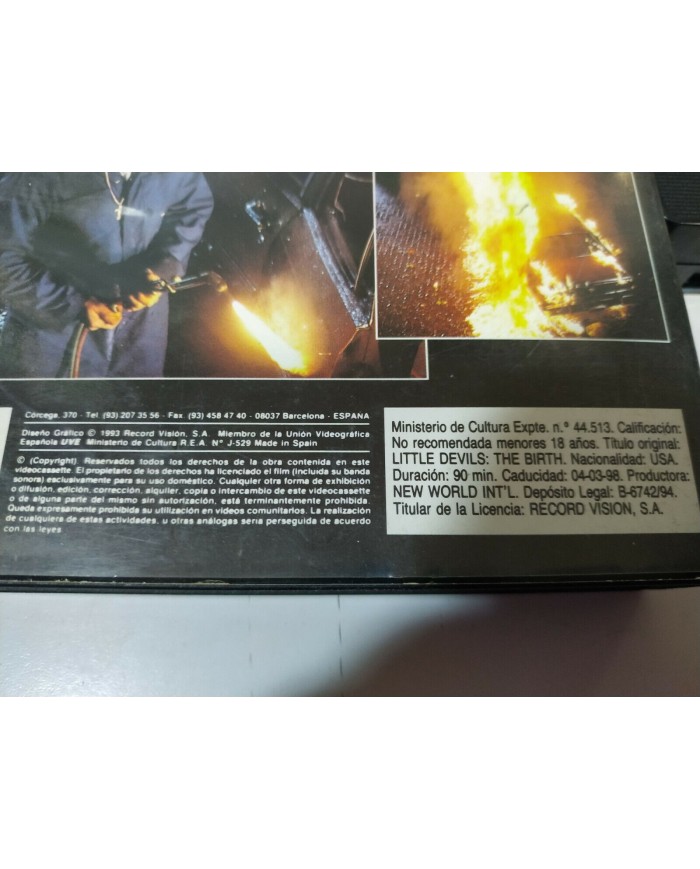 Córcega, 370 - Tel. (93) 207 35 56 - Fax. (93) 458 47 40 - 08037 Barcelona - ESPAÑA
Diseño Gráfico © 1993 Record Visión, S.A. Miembro de la Unión Videográfica
Española UVE Ministerio de Cultura R.E.A. Nº J-529 Made in Spain
© (Copyright) Reservados todos los derechos de la obra contenida en este
videocassette. El propietario de los derechos ha licenciado el film (incluida su banda
sonora) exclusivamente para su uso doméstico. Cualquier otra forma de exhibición
o difusión, edición, corrección, alquiler, copia o intercambio de este videocassette
o de alguna parte del mismo sin autorización, está terminantemente prohibida.
Queda expresamente prohibida su utilización en videos comunitarios. La realización
de cualquiera de estas actividades, u otras análogas sería perseguida de acuerdo
con las leyes.
Ministerio de Cultura Expte. n.º 44.513. Calificación:
No recomendada menores 18 años. Título original:
LITTLE DEVILS: THE BIRTH. Nacionalidad: USA.
Duración: 90 min. Caducidad: 04-03-98. Productora:
NEW WORLD INT'L. Depósito Legal: B-6742/94.
Titular de la Licencia: RECORD VISION, S.A.